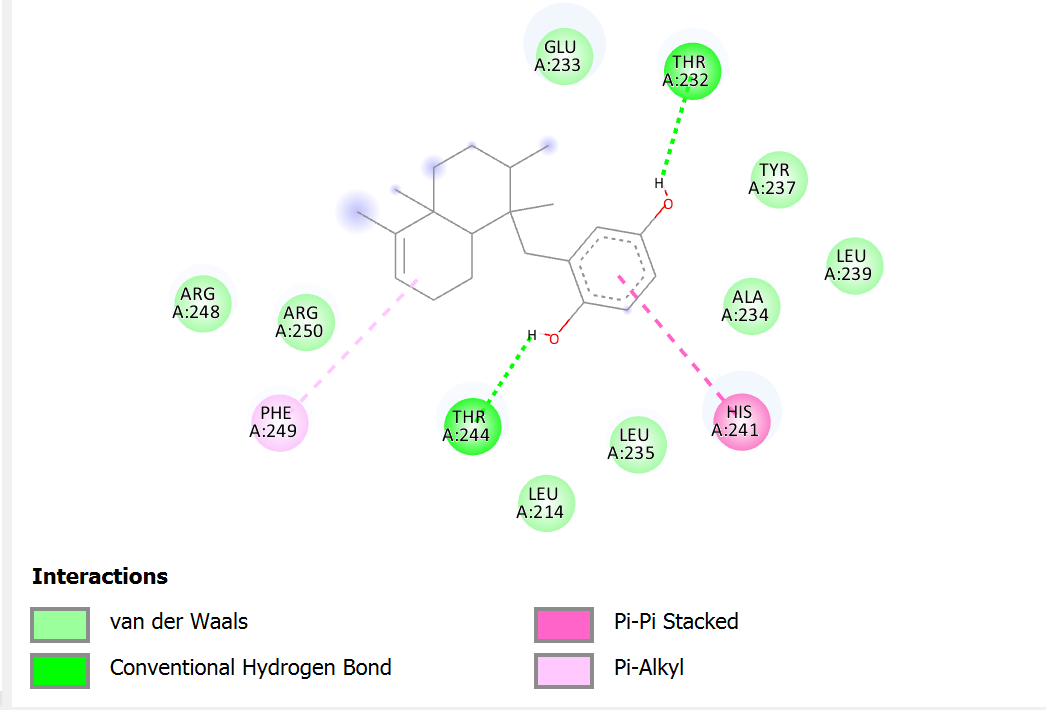 GLU
A:233
THR
A:232
H
O
TYR
A:237
LEU
A:239
ARG
A:248
ARG
A:250
ALA
A:234
H
O
PHE
A:249
THR
A:244
LEU
A:235
HIS
A:241
LEU
A:214
Interactions
van der Waals
Conventional Hydrogen Bond
Pi-Pi Stacked
Pi-Alkyl